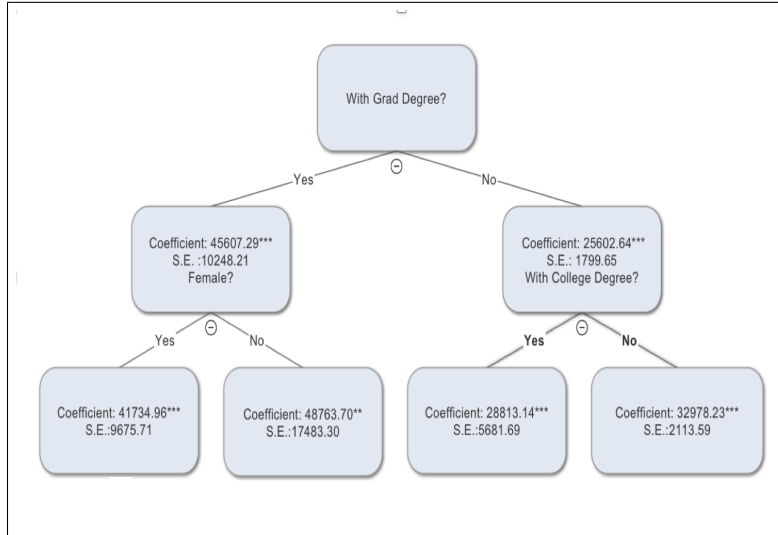 With Grad Degree?
Yes
No
Coefficient: 45607.29***
S.E. :10248.21
Female?
Coefficient: 25602.64***
S.E.: 1799.65
With College Degree?
Yes
No
Yes
No
Coefficient: 41734.96***
S.E.:9675.71
Coefficient: 48763.70**
S.E.:17483.30
Coefficient: 28813.14***
S.E.:5681.69
Coefficient: 32978.23***
S.E.:2113.59